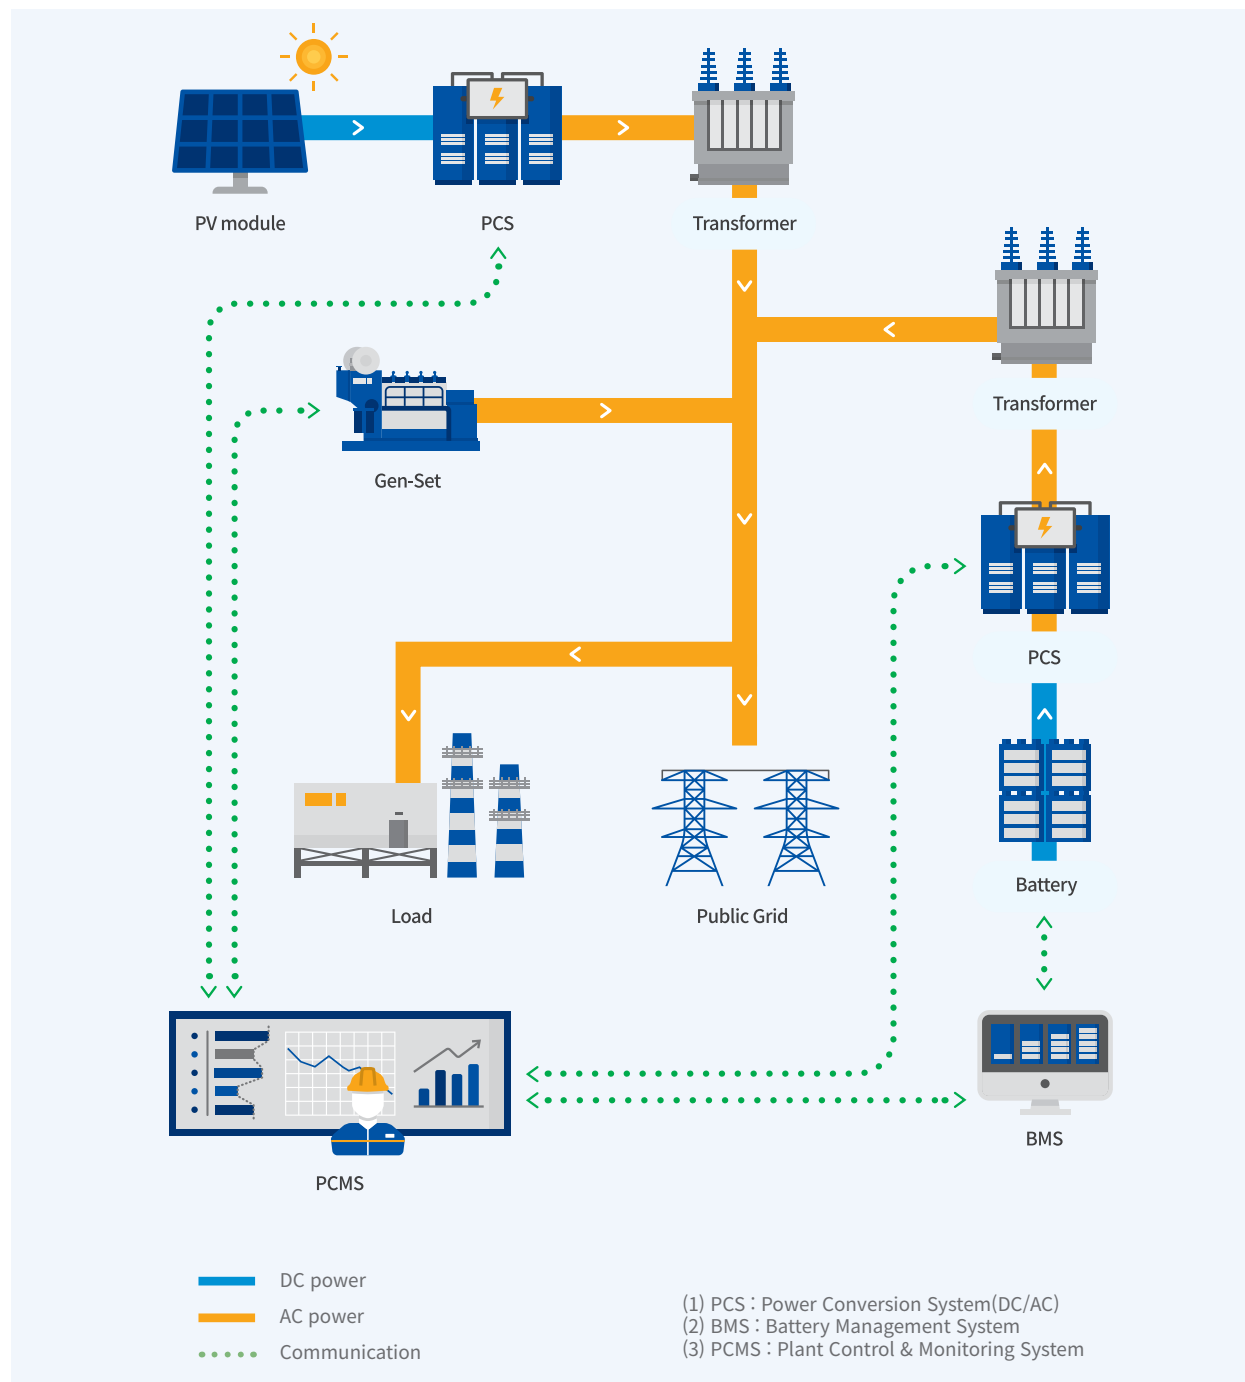 PV module
PCS
Transformer
Transformer
Gen-Set
PCS
Battery
Load
Public Grid
BMS
PCMS
DC power
AC power
Communication
(1) PCS : Power Conversion System(DC/AC)
(2) BMS : Battery Management System
(3) PCMS : Plant Control & Monitoring System